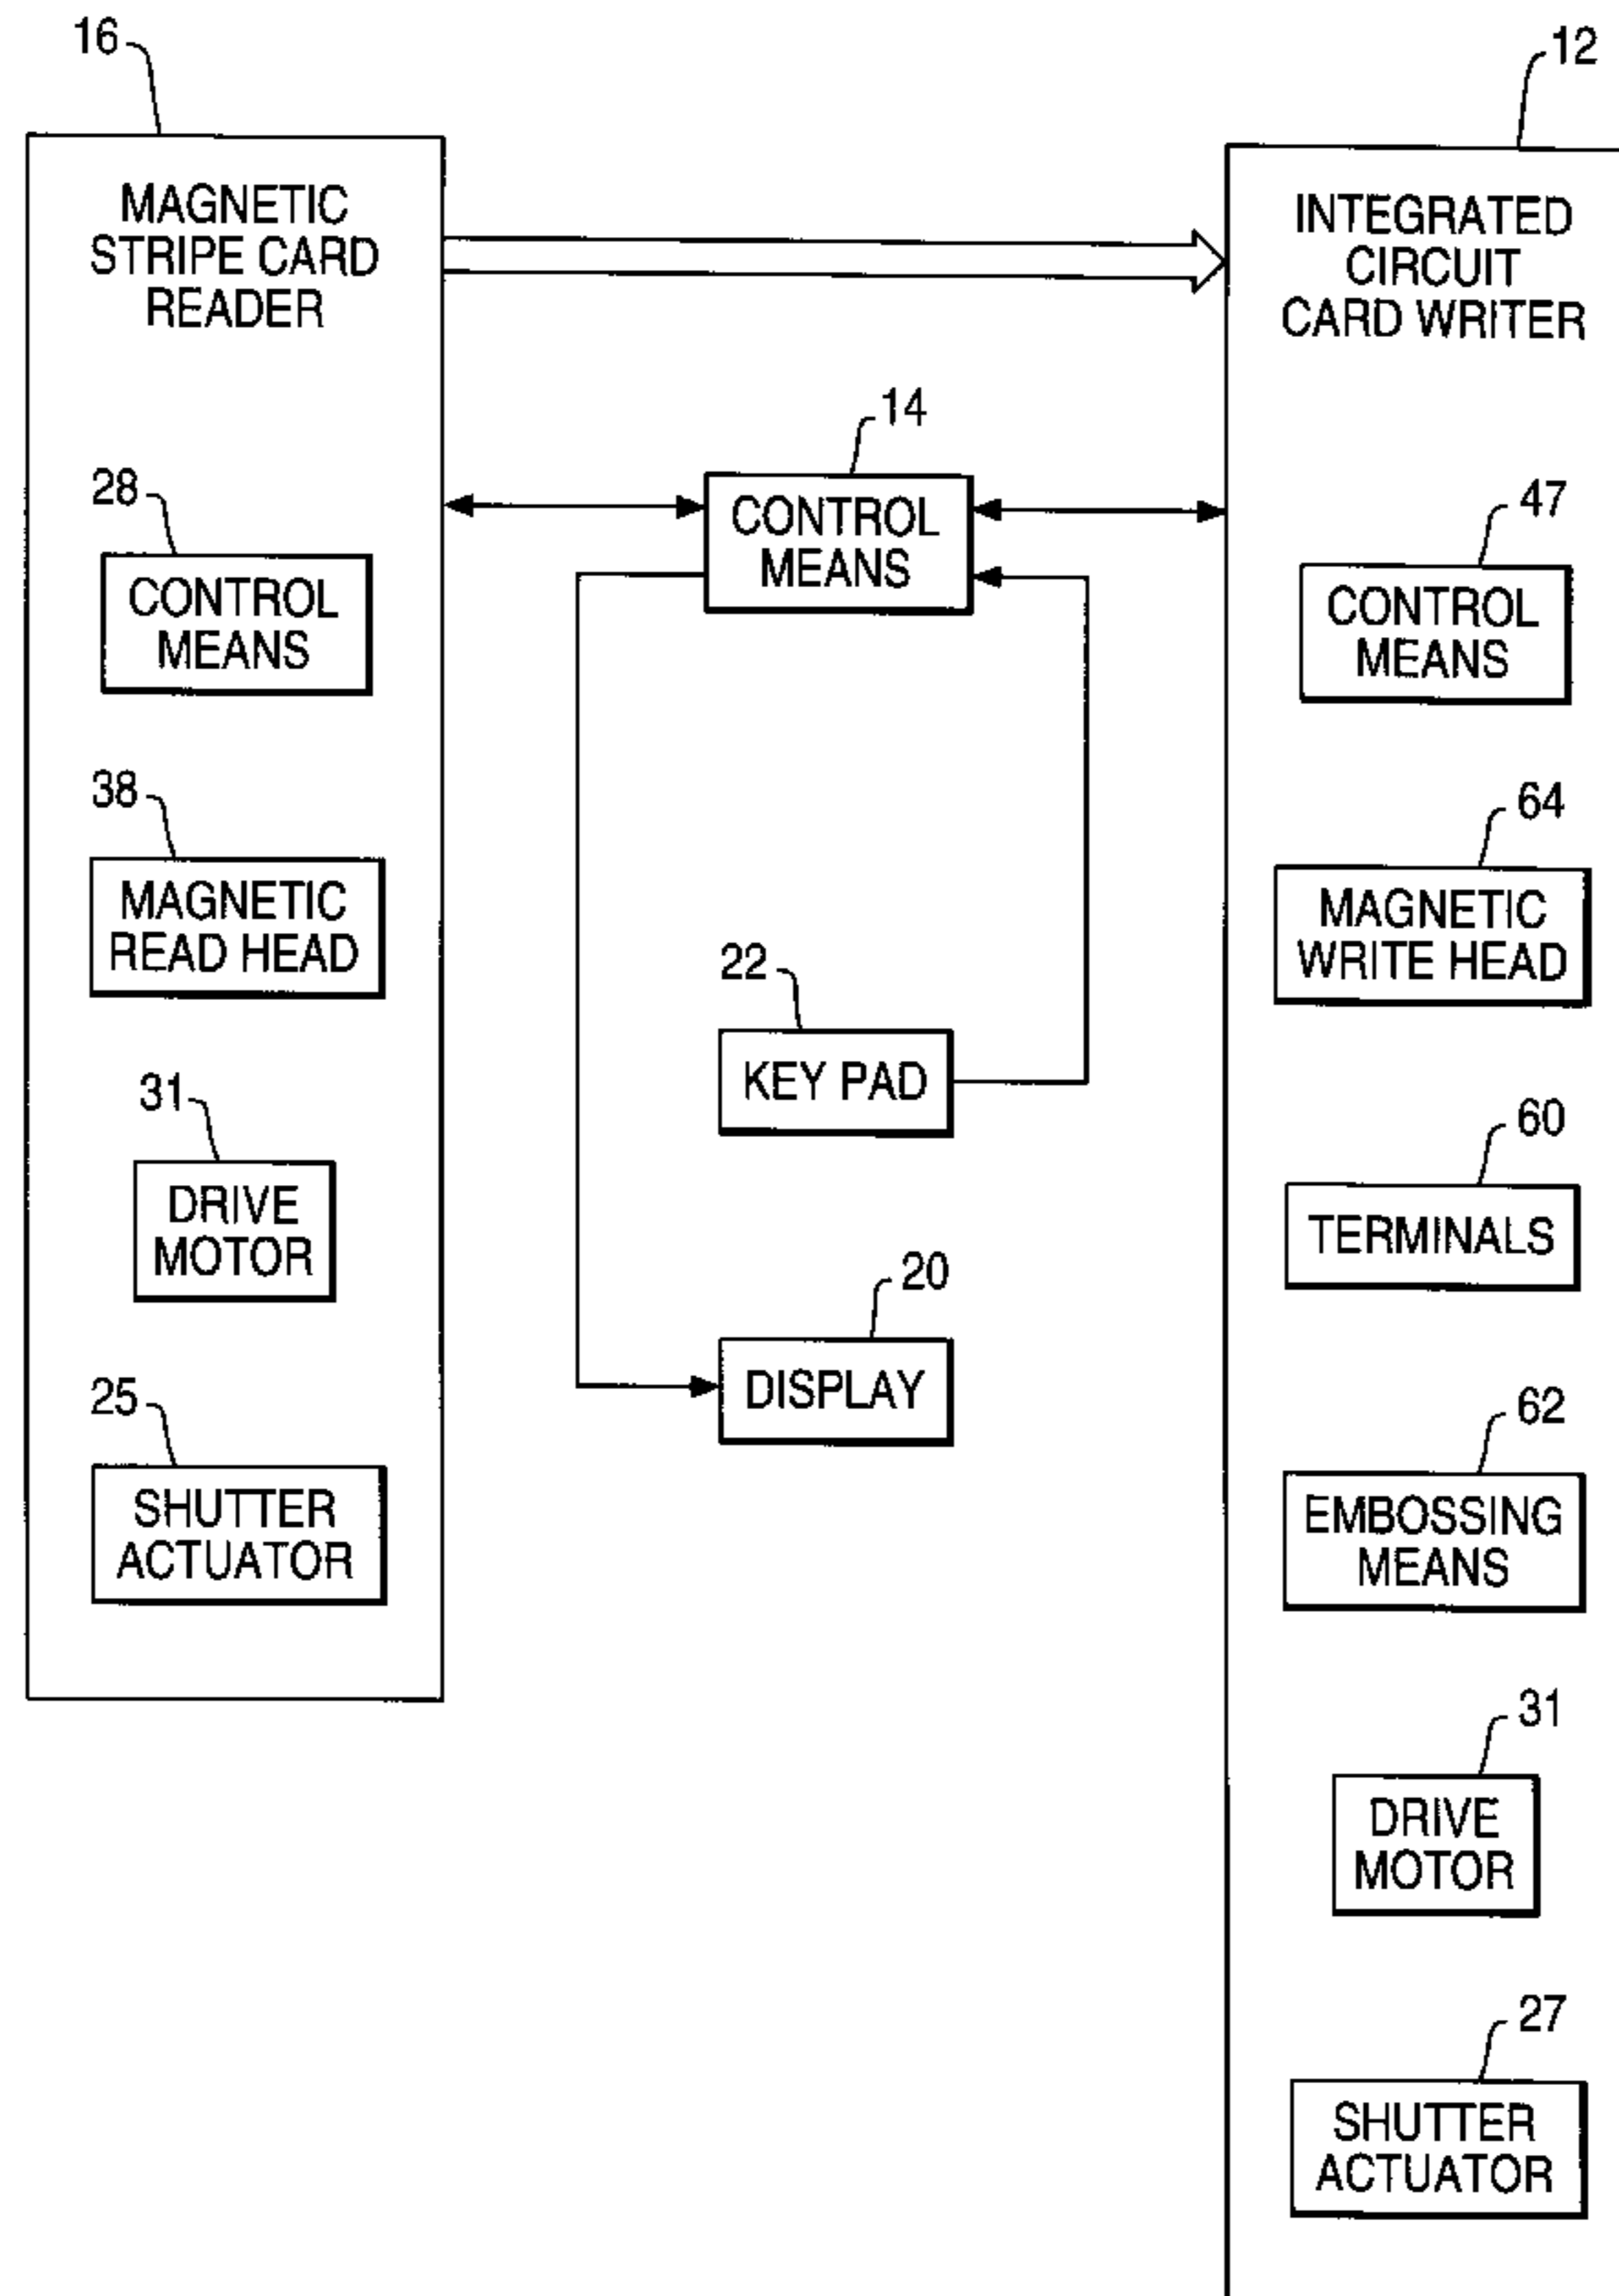 16
MAGNETIC
STRIPE CARD
READER
28
CONTROL
MEANS
38
MAGNETIC
READ HEAD
31
DRIVE
MOTOR
25
SHUTTER
ACTUATOR
14
CONTROL
MEANS
22
KEY PAD
20
DISPLAY
12
INTEGRATED
CIRCUIT
CARD WRITER
47
CONTROL
MEANS
64
MAGNETIC
WRITE HEAD
60
TERMINALS
62
EMBOSSING
MEANS
31
DRIVE
MOTOR
27
SHUTTER
ACTUATOR